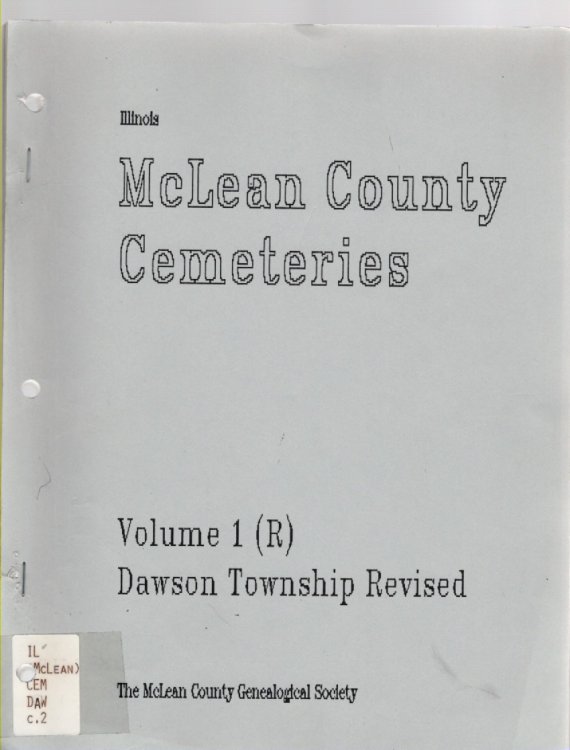 Illinois
McLean County
Cemeteries
Volume 1 (R)
Dawson Township Revised
The McLean County Genealogical Society
IL
McLEAN)
CEM
DAW
c.2